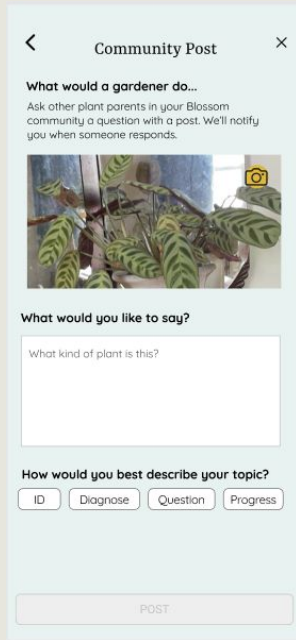 Community Post
What would a gardener do...
Ask other plant parents in your Blossom
community a question with a post. We'll notify
you when someone responds.
What would you like to say?
What kind of plant is this?
How would you best describe your topic?
ID Diagnose Question Progress
POST